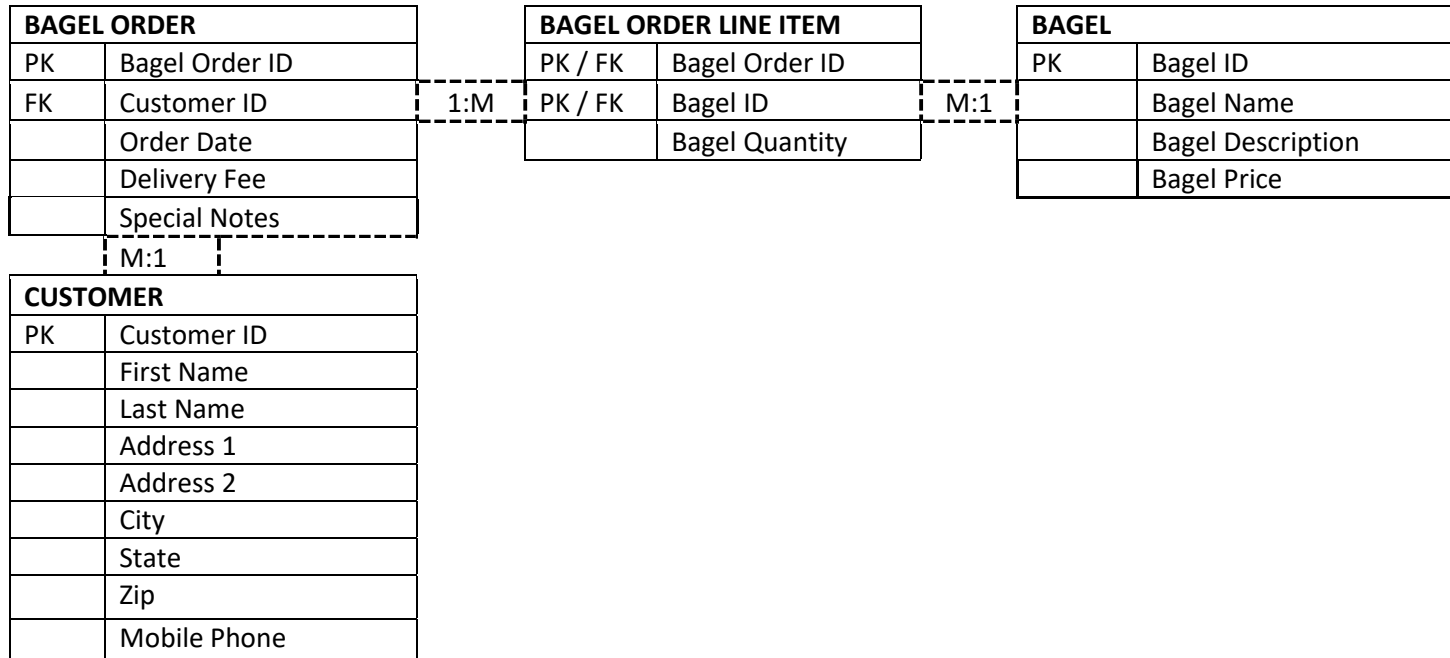 BAGEL ORDER
PK Bagel Order ID
FK Customer ID
Order Date
Delivery Fee
Special Notes
1:M
BAGEL ORDER LINE ITEM
PK / FK Bagel Order ID
PK / FK Bagel ID
Bagel Quantity
M:1
BAGEL
PK Bagel ID
Bagel Name
Bagel Description
Bagel Price
M:1
CUSTOMER
PK Customer ID
First Name
Last Name
Address 1
Address 2
City
State
Zip
Mobile Phone